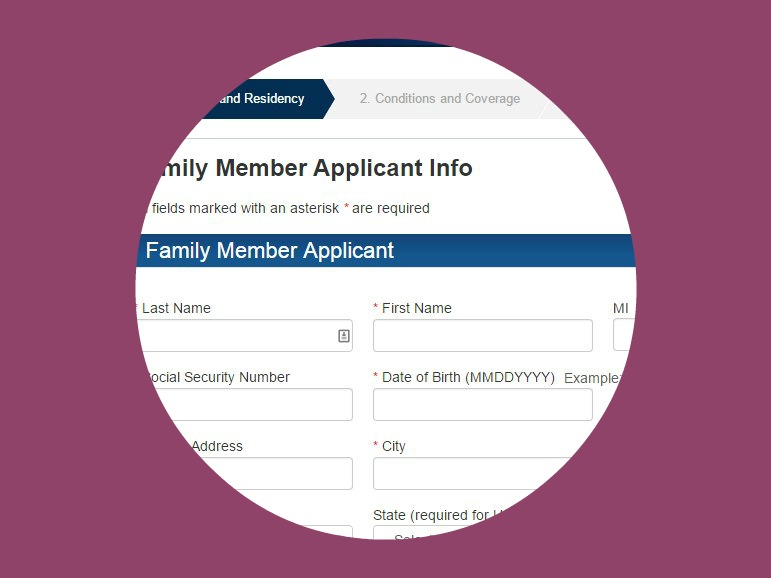 and Residency 2. Conditions and Coverage
mily Member Applicant Info
fields marked with an asterisk * are required
Family Member Applicant
* Last Name * First Name MI
ocial Security Number * Date of Birth (MMDDYYYY) Example:
Address * City
State (required for